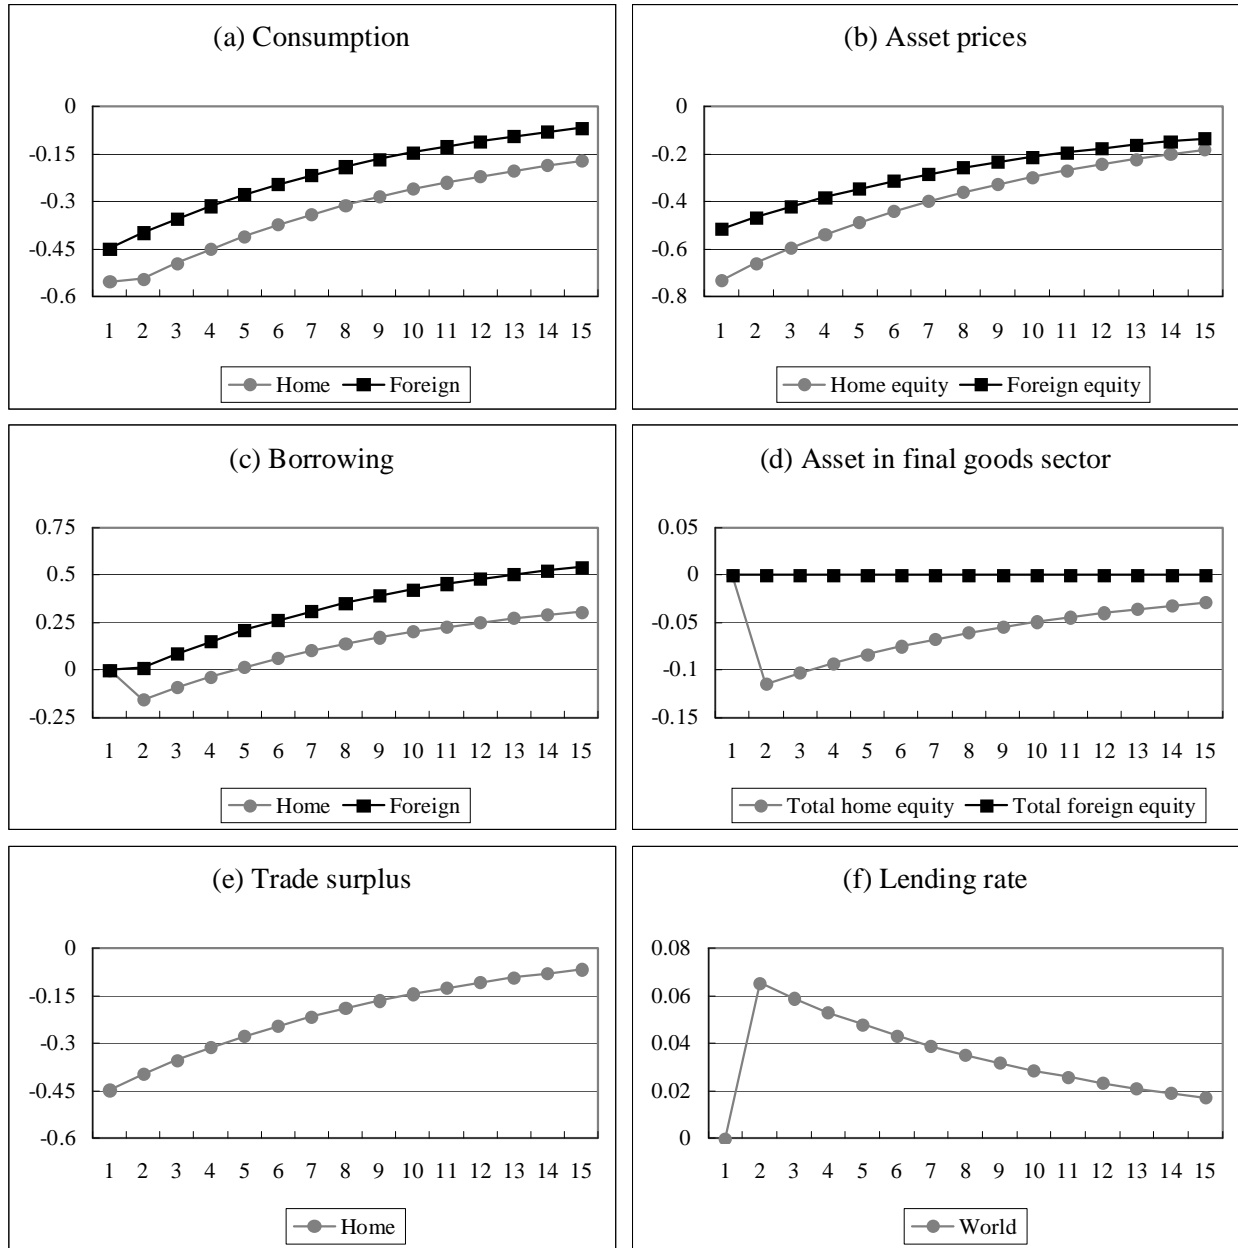 (a) Consumption
0
-0.15
-0.3
-0.45
-0.6
1 2 3 4 5 6 7 8 9 10 11 12 13 14 15
Home Foreign
(b) Asset prices
0
-0.2
-0.4
-0.6
-0.8
1 2 3 4 5 6 7 8 9 10 11 12 13 14 15
Home equity Foreign equity
(c) Borrowing
0.75
0.5
0.25
0
-0.25
1 2 3 4 5 6 7 8 9 10 11 12 13 14 15
Home Foreign
(d) Asset in final goods sector
0.05
0
-0.05
-0.1
-0.15
1 2 3 4 5 6 7 8 9 10 11 12 13 14 15
Total home equity Total foreign equity
(e) Trade surplus
0
-0.15
-0.3
-0.45
-0.6
1 2 3 4 5 6 7 8 9 10 11 12 13 14 15
Home
(f) Lending rate
0.08
0.06
0.04
0.02
0
1 2 3 4 5 6 7 8 9 10 11 12 13 14 15
World